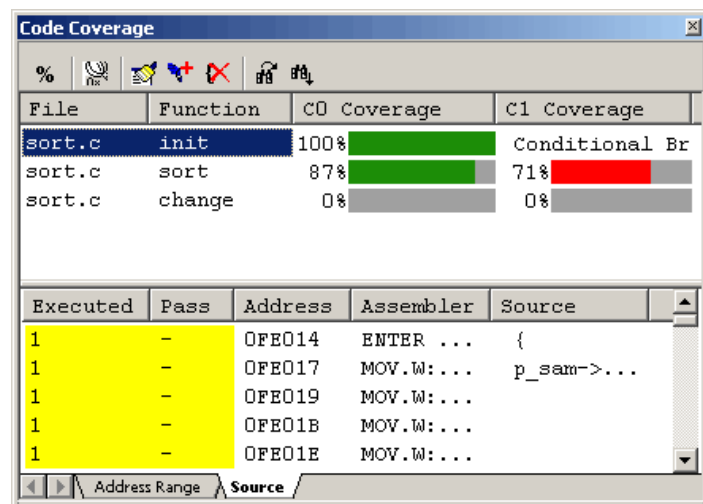 Code Coverage
%
File Function C0 Coverage C1 Coverage
sort.c init 100% Conditional Br
sort.c sort 87% 71%
sort.c change 0% 0%
Executed Pass Address Assembler Source
1 - 0FE014 ENTER ... {
1 - 0FE017 MOV.W:... p_sam->...
1 - 0FE019 MOV.W:...
1 - 0FE01B MOV.W:...
1 - 0FE01E MOV.W:...
Address Range Source